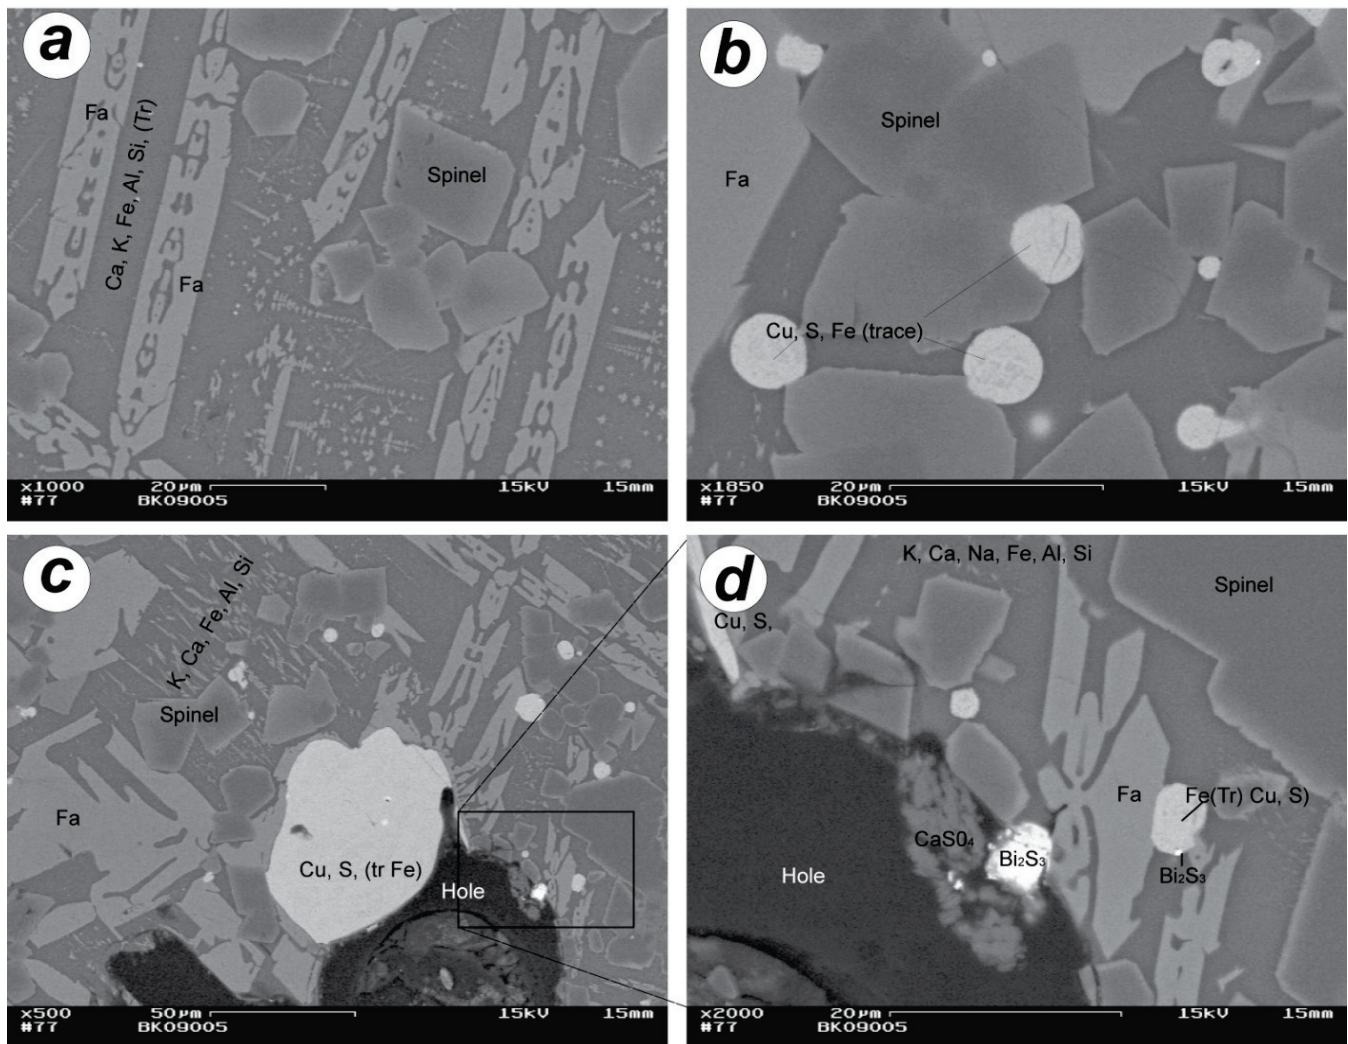 a
Fa
Ca, K, Fe, Al, Si, (Tr)
Spinel
Fa
x1000 20μm 15kV 15mm
#77 BK09005
b
Spinel
Fa
Cu, S, Fe (trace)
x1850 20μm 15kV 15mm
#77 BK09005
c
K, Ca, Fe, Al, Si
Spinel
Fa
Cu, S, (tr Fe)
Hole
x500 50μm 15kV 15mm
#77 BK09005
d
K, Ca, Na, Fe, Al, Si
Spinel
Cu, S,
Fa
Fe(Tr) Cu, S)
CaS0₄
Bi₂S₃
Bi₂S₃
Hole
x2000 20μm 15kV 15mm
#77 BK09005